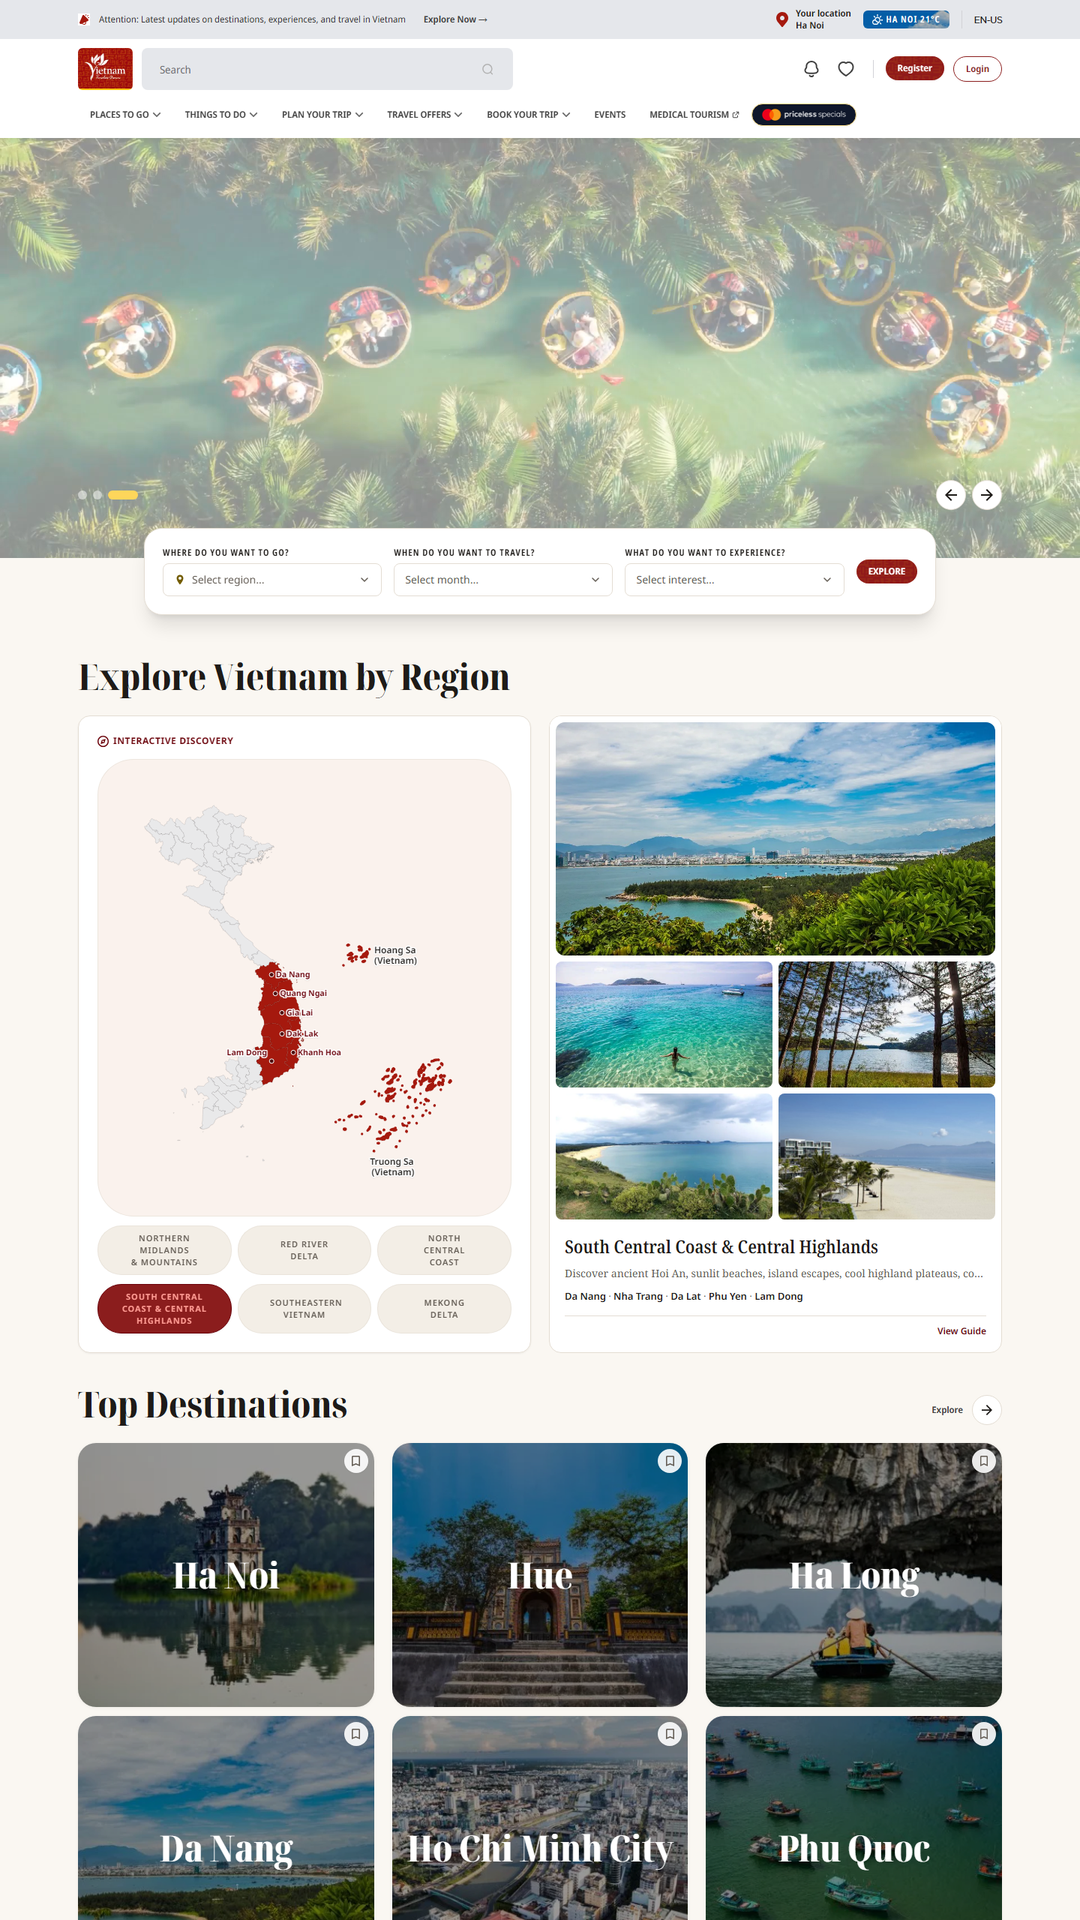 Attention: Latest updates on destinations, experiences, and travel in Vietnam
Explore Now →
Your location
Ha Noi
HA NOI 21°C
EN-US
Vietnam
Search
Register
Login
PLACES TO GO
THINGS TO DO
PLAN YOUR TRIP
TRAVEL OFFERS
BOOK YOUR TRIP
EVENTS
MEDICAL TOURISM
priceless specials
WHERE DO YOU WANT TO GO?
Select region...
WHEN DO YOU WANT TO TRAVEL?
Select month...
WHAT DO YOU WANT TO EXPERIENCE?
Select interest...
EXPLORE
Explore Vietnam by Region
INTERACTIVE DISCOVERY
Hoang Sa
(Vietnam)
Da Nang
Quang Ngai
Gia Lai
Dak Lak
Lam Dong
Khanh Hoa
Truong Sa
(Vietnam)
NORTHERN
MIDLANDS
& MOUNTAINS
RED RIVER
DELTA
NORTH
CENTRAL
COAST
SOUTH CENTRAL
COAST & CENTRAL
HIGHLANDS
SOUTHEASTERN
VIETNAM
MEKONG
DELTA
South Central Coast & Central Highlands
Discover ancient Hoi An, sunlit beaches, island escapes, cool highland plateaus, co...
Da Nang · Nha Trang · Da Lat · Phu Yen · Lam Dong
View Guide
Top Destinations
Explore
Ha Noi
Hue
Ha Long
Da Nang
Ho Chi Minh City
Phu Quoc